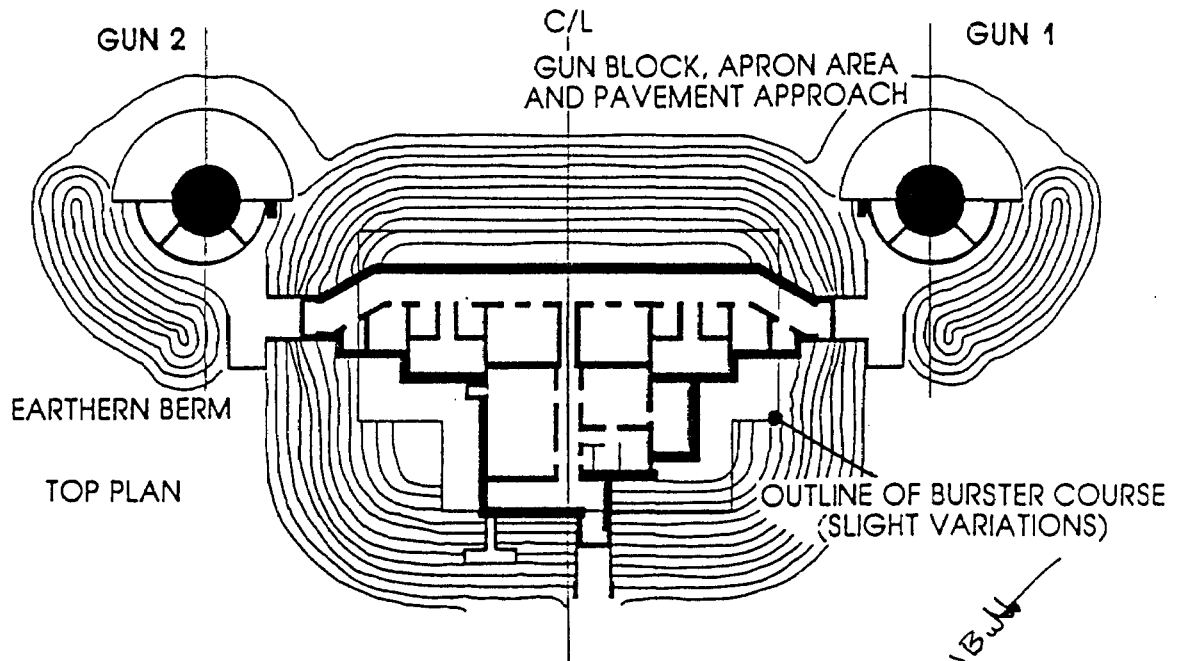 C/L
GUN 2
GUN 1
GUN BLOCK, APRON AREA
AND PAVEMENT APPROACH
EARTHERN BERM
TOP PLAN
OUTLINE OF BURSTER COURSE
(SLIGHT VARIATIONS)